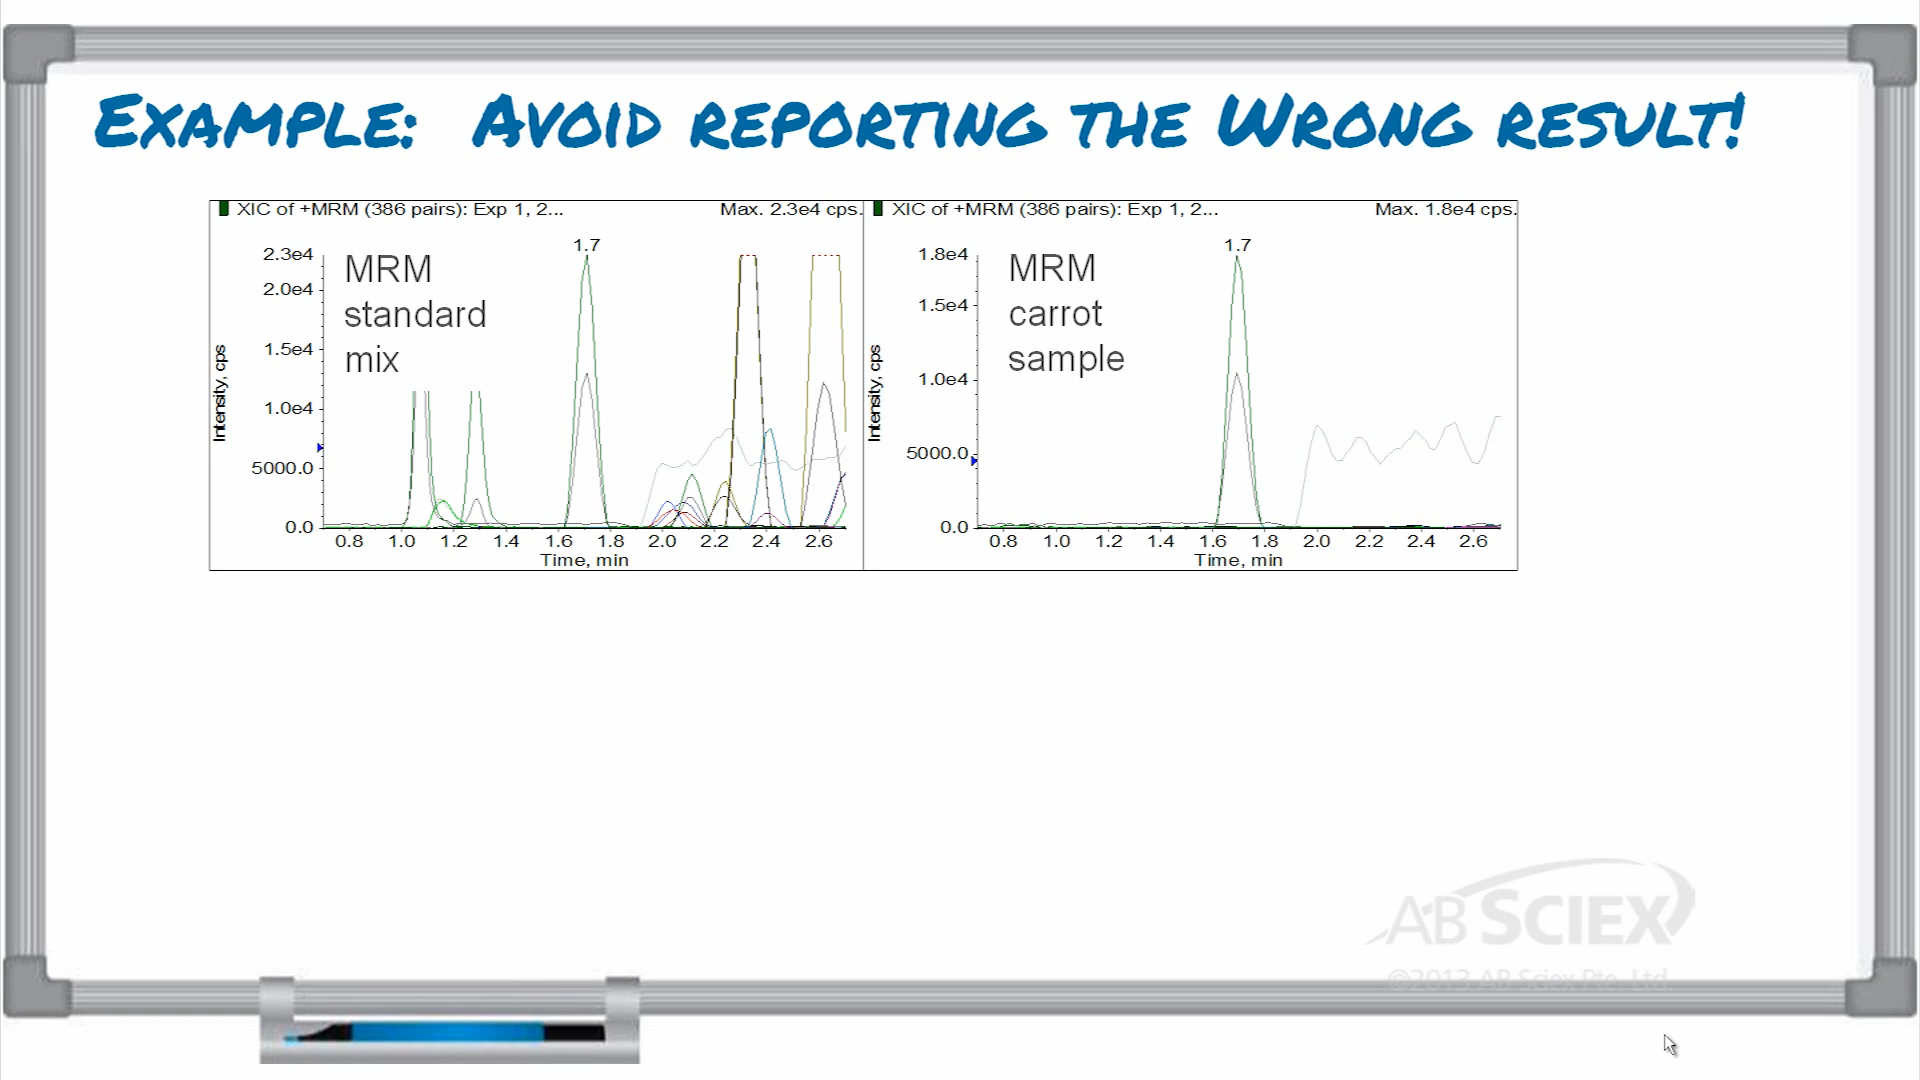 Example: Avoid reporting the Wrong result!
XIC of +MRM (386 pairs): Exp 1, 2... Max. 2.3e4 cps.
1.7
2.3e4
2.0e4
1.5e4
1.0e4
5000.0
0.0
Intensity, cps
MRM
standard
mix
0.8 1.0 1.2 1.4 1.6 1.8 2.0 2.2 2.4 2.6
Time, min
XIC of +MRM (386 pairs): Exp 1, 2... Max. 1.8e4 cps.
1.7
1.8e4
1.5e4
1.0e4
5000.0
0.0
Intensity, cps
MRM
carrot
sample
0.8 1.0 1.2 1.4 1.6 1.8 2.0 2.2 2.4 2.6
Time, min
AB SCIEX
©2013 AB Sciex Pte. Ltd.